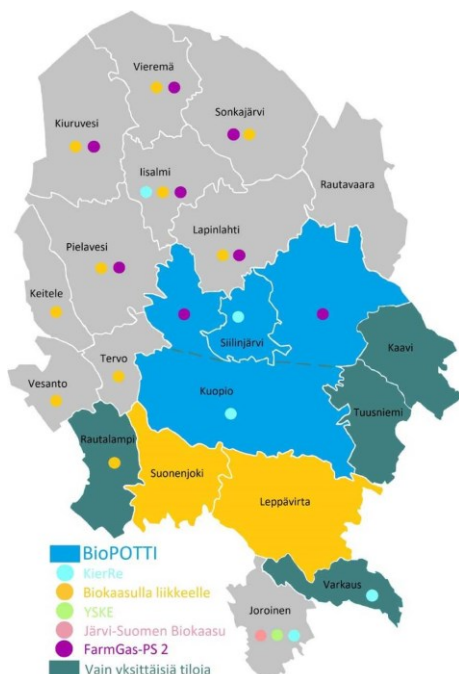 Vieremä
Kiuruvesi
Sonkajärvi
Iisalmi
Rautavaara
Lapinlahti
Pielavesi
Keitele
Siilinjärvi
Kaavi
Tervo
Vesanto
Kuopio
Tuusniemi
Rautalampi
Suonenjoki
Leppävirta
BioPOTTI
KierRe
Biokaasulla liikkeelle
YSKE
Järvi-Suomen Biokaasu
FarmGas-PS 2
Vain yksittäisiä tiloja
Varkaus
Joroinen